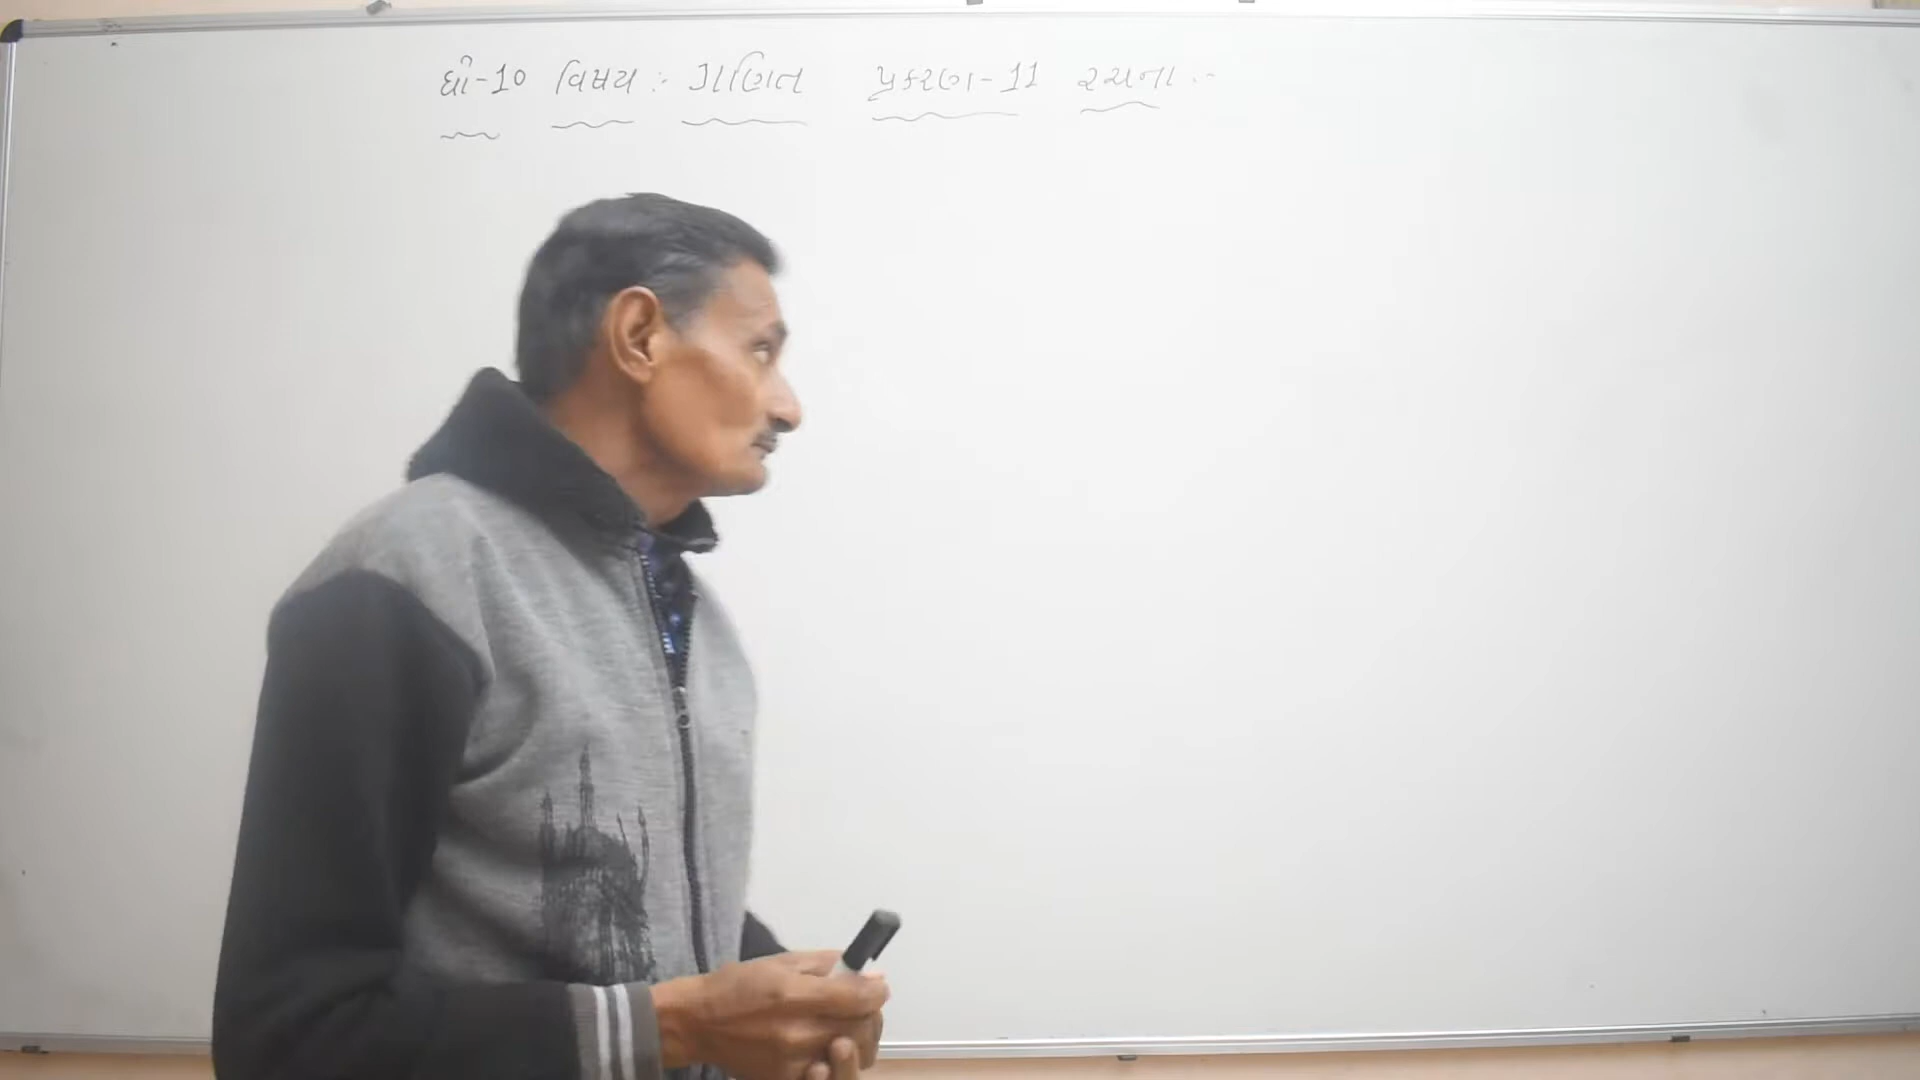 ધો-10 વિષય :- ગણિત પ્રકરણ-11 રચના :-